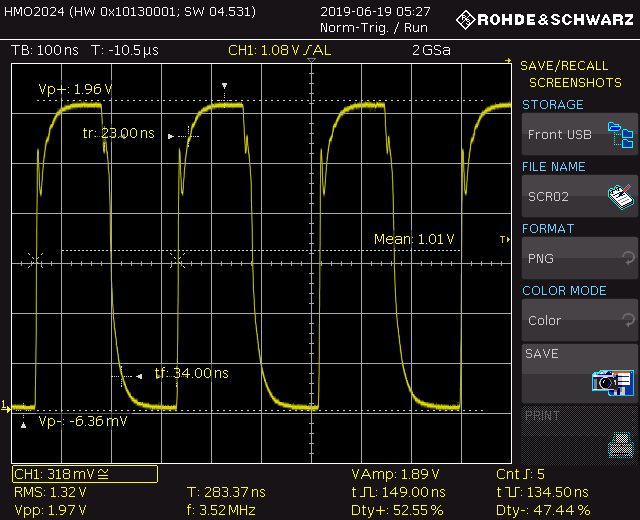 HMO2024 (HW 0x10130001; SW 04.531)
2019-06-19 05:27
Norm-Trig. / Run
ROHDE&SCHWARZ
TB: 100 ns T: -10.5 µs CH1: 1.08 V / AL 2 GSa
SAVE/RECALL
SCREENSHOTS
STORAGE
Front USB
FILE NAME
SCR02
FORMAT
PNG
COLOR MODE
Color
SAVE
PRINT
Vp+: 1.96 V
tr: 23.00 ns
Mean: 1.01 V
T
tf: 34.00 ns
1
Vp-: -6.36 mV
CH1: 318 mV ≅
V Amp: 1.89 V
Cnt : 5
RMS: 1.32 V
T: 283.37 ns
t : 149.00 ns
t : 134.50 ns
Vpp: 1.97 V
f: 3.52 MHz
Dty+: 52.55 %
Dty-: 47.44 %